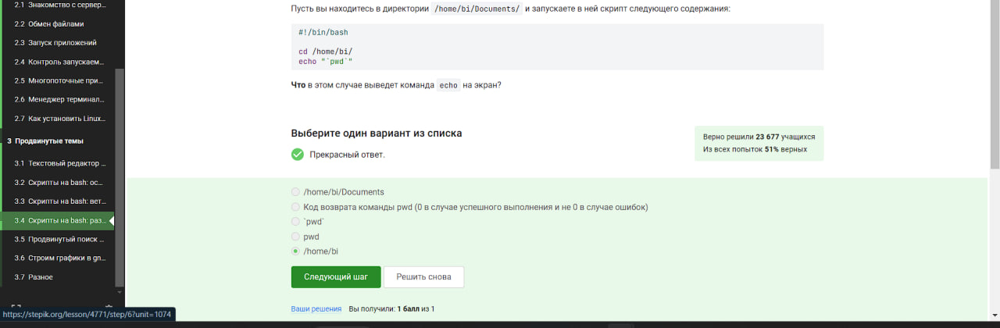 2.1 Знакомство с сервер...
2.2 Обмен файлами
2.3 Запуск приложений
2.4 Контроль запускаем...
2.5 Многопоточные при...
2.6 Менеджер терминал...
2.7 Как установить Linux...
3 Продвинутые темы
3.1 Текстовый редактор ...
3.2 Скрипты на bash: ос...
3.3 Скрипты на bash: вет...
3.4 Скрипты на bash: раз...
3.5 Продвинутый поиск ...
3.6 Строим графики в gn...
3.7 Разное
https://stepik.org/lesson/4771/step/6?unit=1074
Пусть вы находитесь в директории /home/bi/Documents/ и запускаете в ней скрипт следующего содержания:
#!/bin/bash
cd /home/bi/
echo "`pwd`"
Что в этом случае выведет команда echo на экран?
Выберите один вариант из списка
Прекрасный ответ.
Верно решили 23 677 учащихся
Из всех попыток 51% верных
/home/bi/Documents
Код возврата команды pwd (0 в случае успешного выполнения и не 0 в случае ошибок)
`pwd`
pwd
/home/bi
Следующий шаг Решить снова
Ваши решения Вы получили: 1 балл из 1